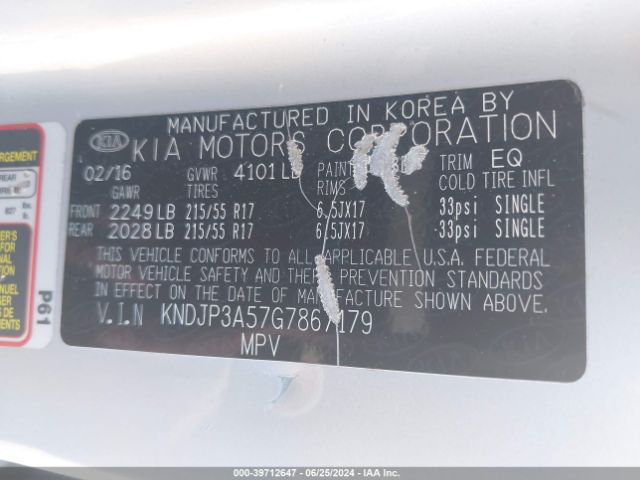 MANUFACTURED IN KOREA BY
KIA KIA MOTORS CORPORATION
02/16 GVWR 4101 LB PAINT TRIM EQ
GAWR TIRES RIMS COLD TIRE INFL
FRONT 2249 LB 215/55 R17 6.5JX17 33psi SINGLE
REAR 2028 LB 215/55 R17 6.5JX17 33psi SINGLE
THIS VEHICLE CONFORMS TO ALL APPLICABLE U.S.A. FEDERAL
MOTOR VEHICLE SAFETY AND THEFT PREVENTION STANDARDS
IN EFFECT ON THE DATE OF MANUFACTURE SHOWN ABOVE.
V.I.N KNDJP3A57G7867179
MPV
P61
000-39712647 - 06/25/2024 - IAA Inc.